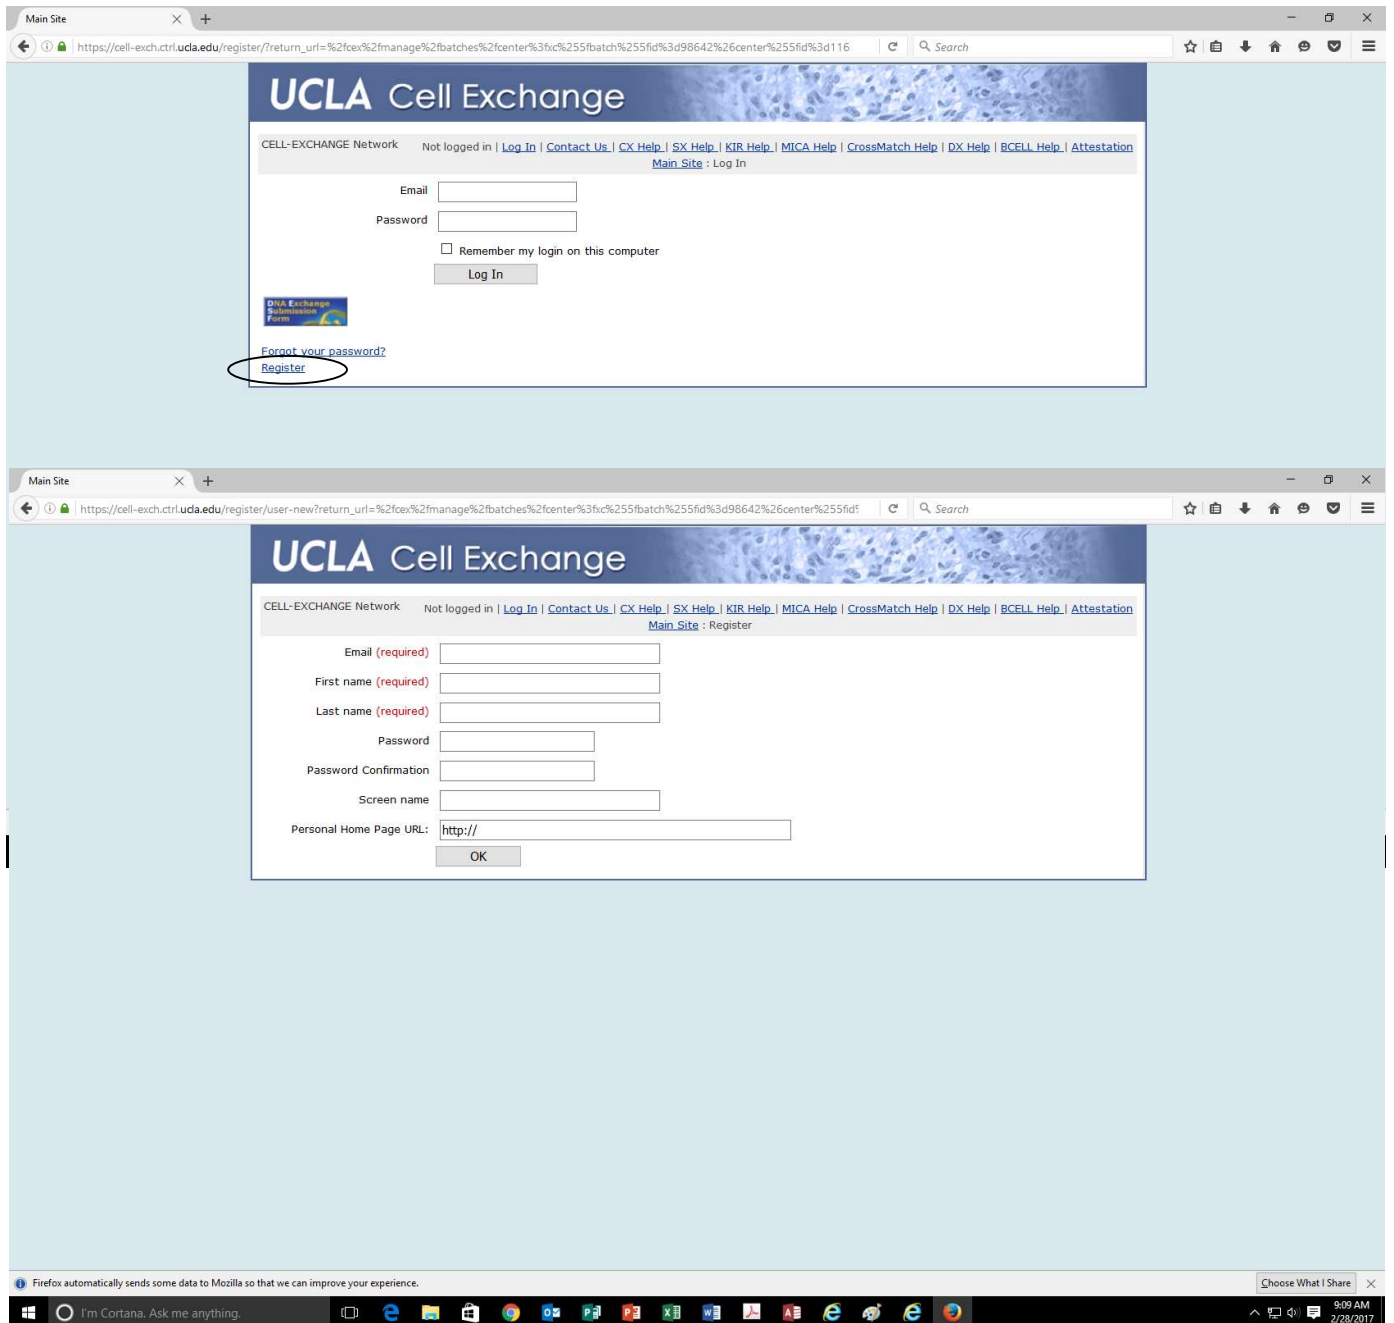 Main Site
https://cell-exch.ctrl.ucla.edu/register/?return_url=%2fcex%2fmanage%2fbatches%2fcenter%3fxc%255fbatch%255fid%3d98642%26center%255fid%3d116
Search
UCLA Cell Exchange
CELL-EXCHANGE Network Not logged in | Log In | Contact Us | CX Help | SX Help | KIR Help | MICA Help | CrossMatch Help | DX Help | BCELL Help | Attestation
Main Site : Log In
Email
Password
Remember my login on this computer
Log In
DNA Exchange
Submission
Form
Forgot your password?
Register
Main Site
https://cell-exch.ctrl.ucla.edu/register/user-new?return_url=%2fcex%2fmanage%2fbatches%2fcenter%3fxc%255fbatch%255fid%3d98642%26center%255fid
Search
UCLA Cell Exchange
CELL-EXCHANGE Network Not logged in | Log In | Contact Us | CX Help | SX Help | KIR Help | MICA Help | CrossMatch Help | DX Help | BCELL Help | Attestation
Main Site : Register
Email (required)
First name (required)
Last name (required)
Password
Password Confirmation
Screen name
Personal Home Page URL: http://
OK
Firefox automatically sends some data to Mozilla so that we can improve your experience. Choose What I Share
I'm Cortana. Ask me anything.
9:09 AM
2/28/2017